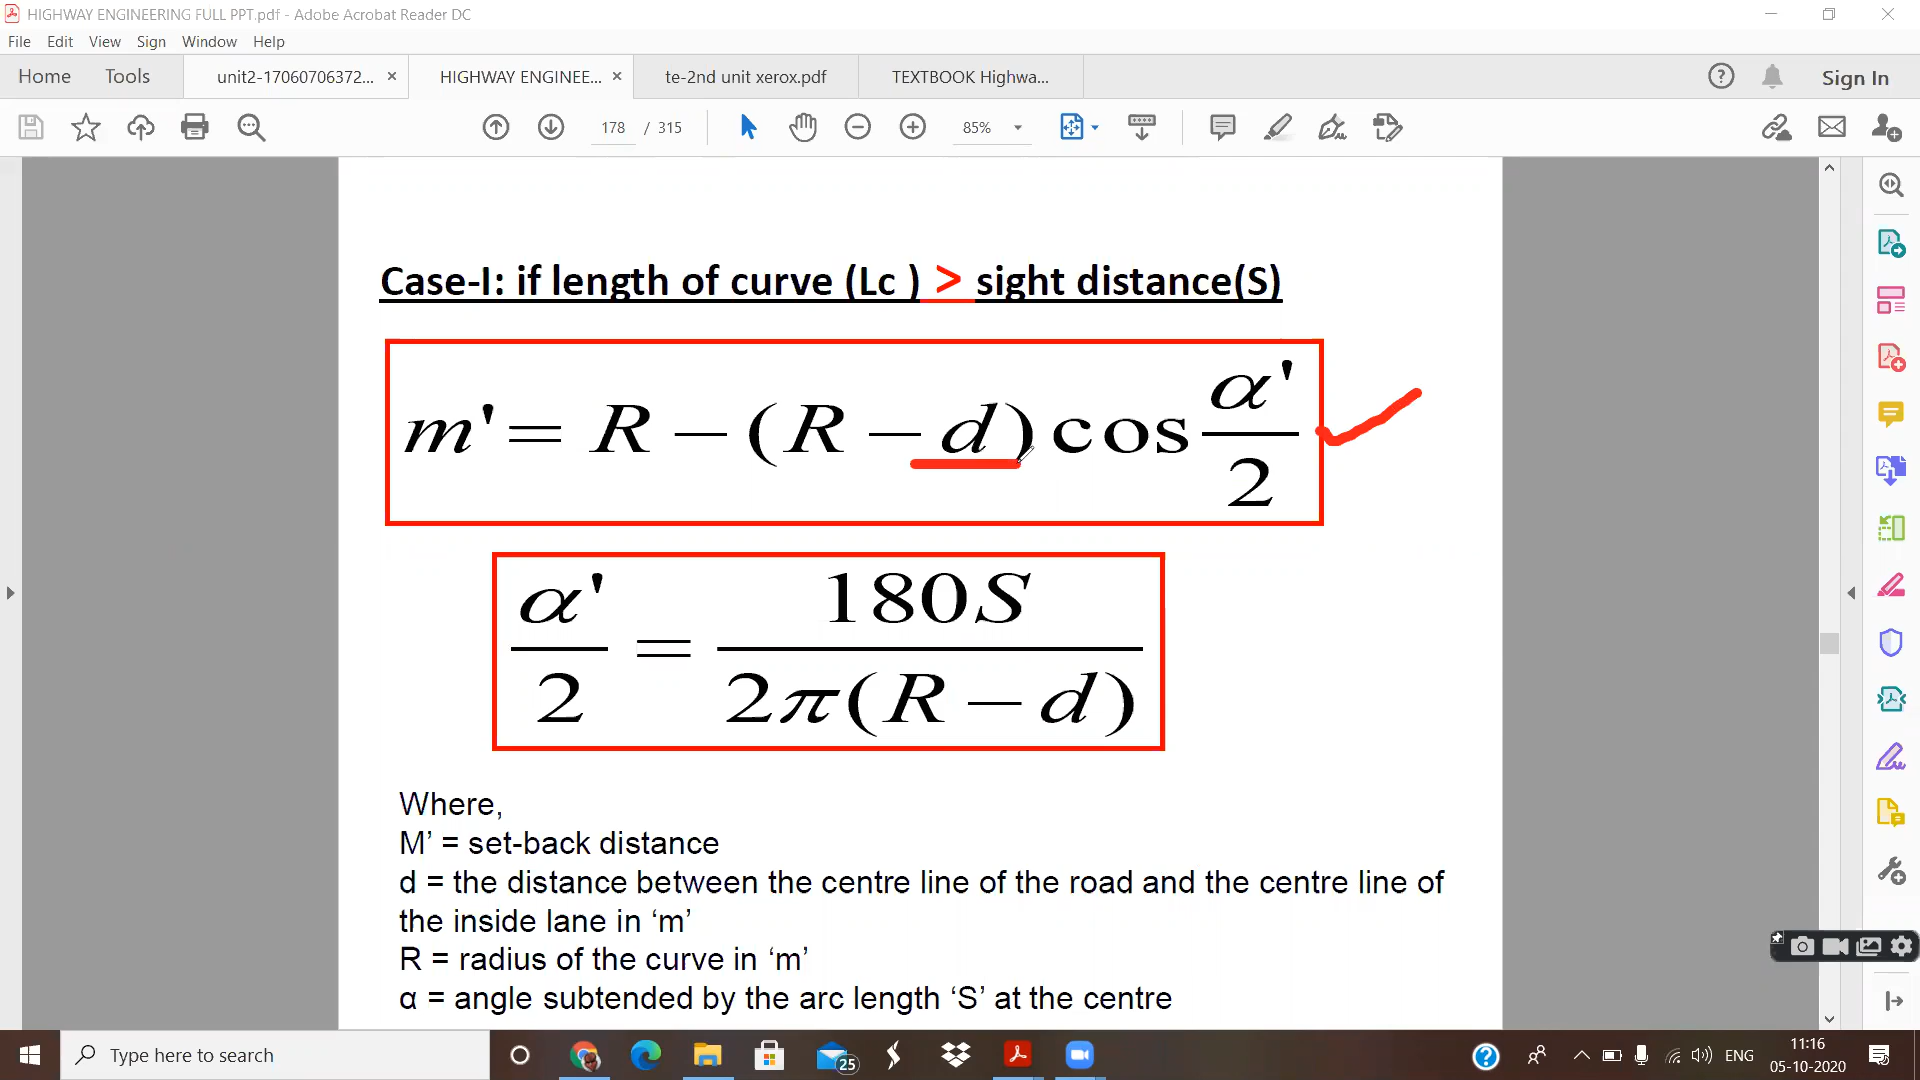 HIGHWAY ENGINEERING FULL PPT.pdf - Adobe Acrobat Reader DC
File Edit View Sign Window Help
Home Tools unit2-17060706372... × HIGHWAY ENGINEE... × te-2nd unit xerox.pdf TEXTBOOK Highwa... Sign In
178 / 315 85%
Case-I: if length of curve (Lc ) > sight distance(S)
m' = R − (R − d) cos α'/2
α'/2 = 180S / 2π(R − d)
Where,
M’ = set-back distance
d = the distance between the centre line of the road and the centre line of
the inside lane in ‘m’
R = radius of the curve in ‘m’
α = angle subtended by the arc length ‘S’ at the centre
Type here to search 25 ENG 11:16
05-10-2020